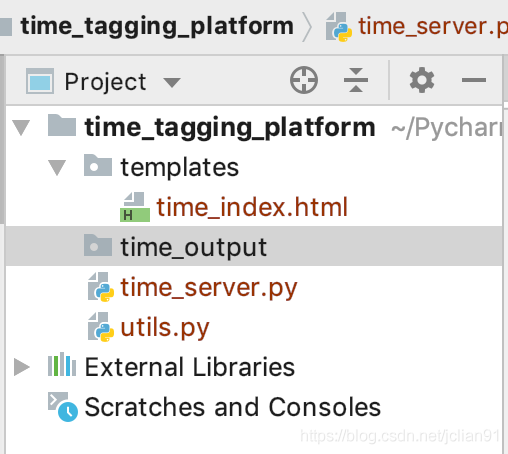 time_tagging_platform time_server.p
Project
time_tagging_platform ~/Pycharr
templates
H time_index.html
time_output
time_server.py
utils.py
External Libraries
Scratches and Consoles
https://blog.csdn.net/jclian91